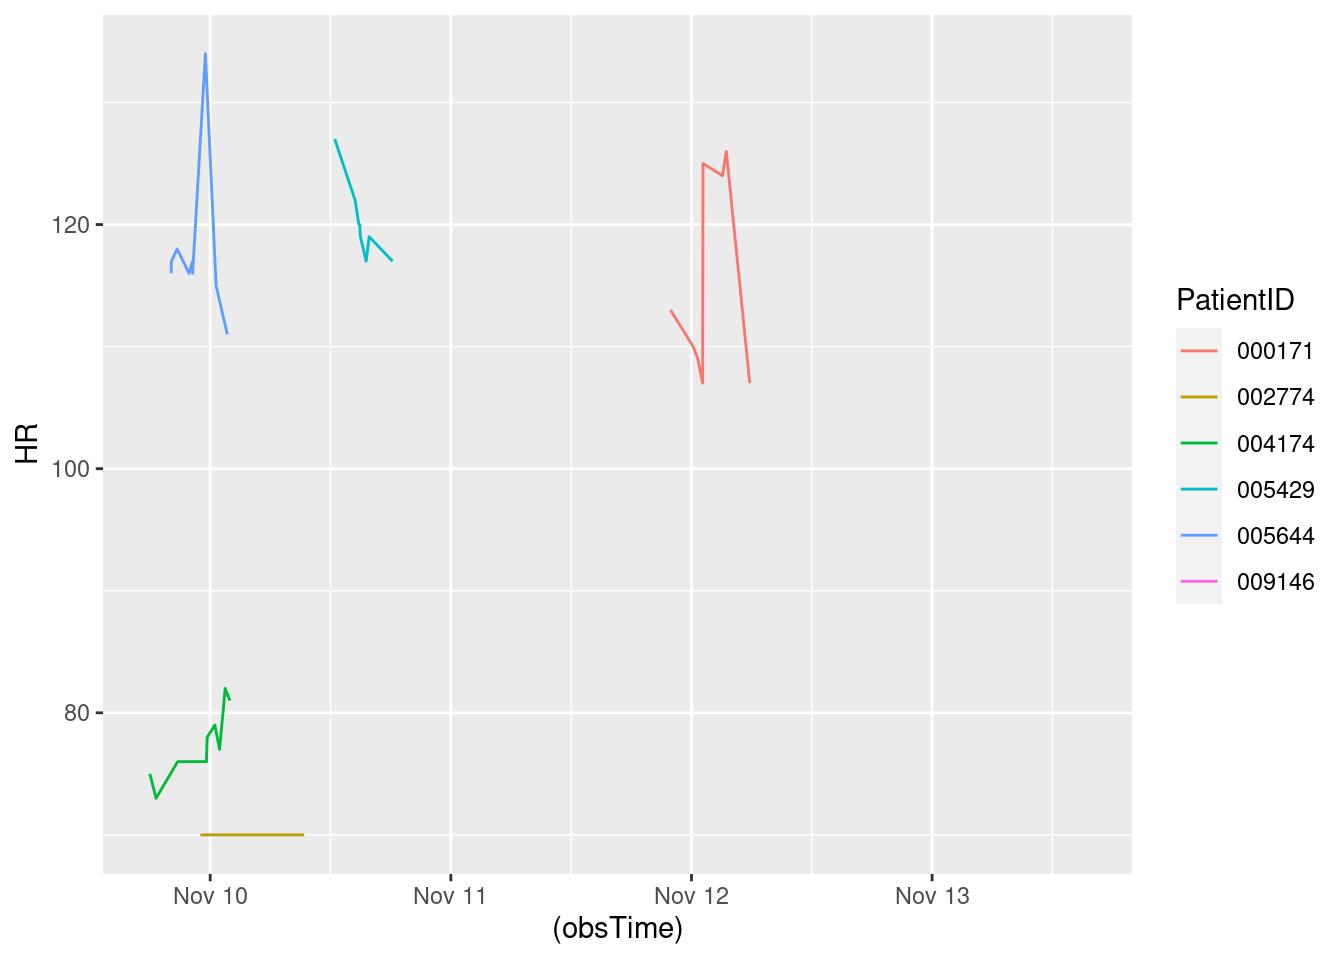 120
100
80
HR
Nov 10
Nov 11
Nov 12
Nov 13
(obsTime)
PatientID
000171
002774
004174
005429
005644
009146